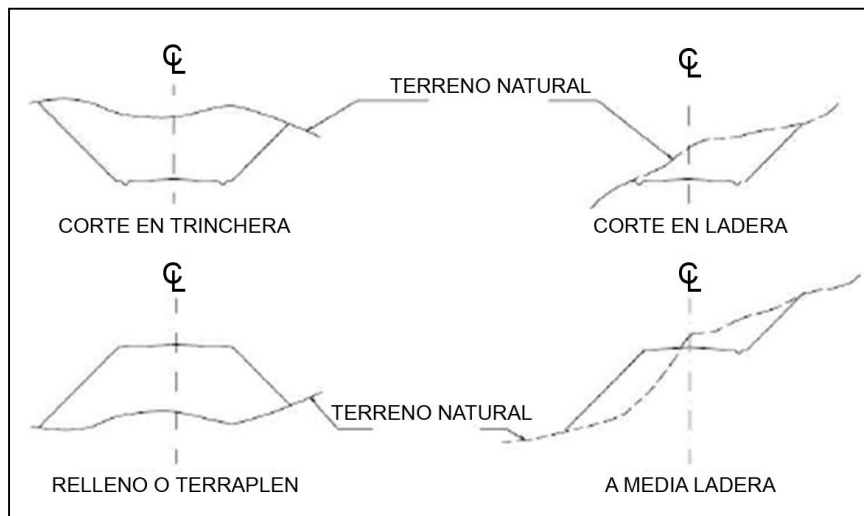 ℄
℄
TERRENO NATURAL
CORTE EN TRINCHERA
CORTE EN LADERA
℄
℄
TERRENO NATURAL
RELLENO O TERRAPLEN
A MEDIA LADERA